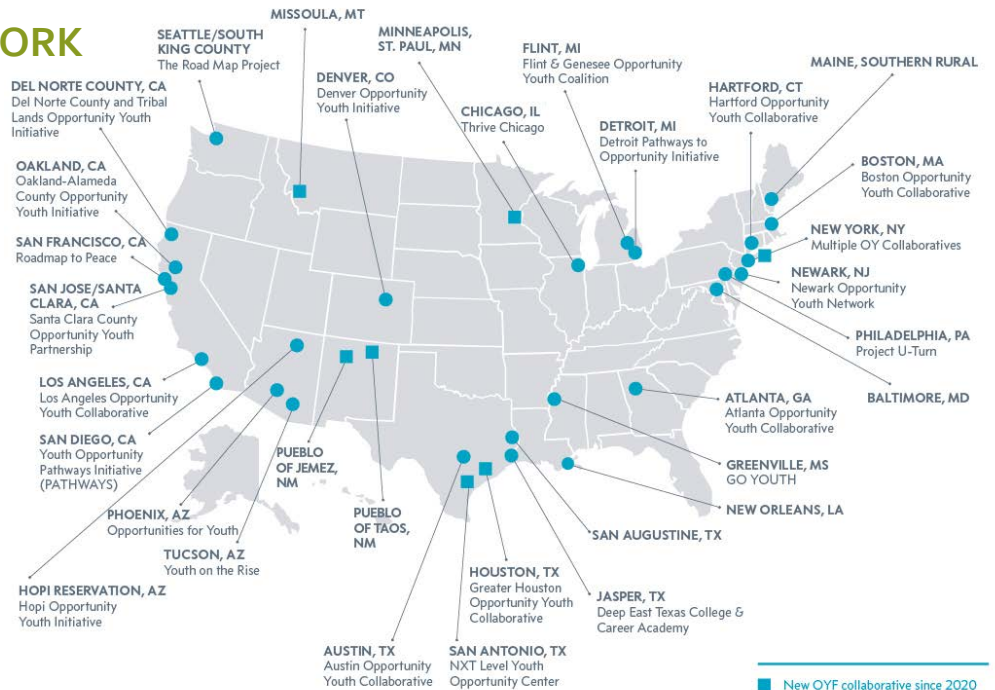 ORK
MISSOULA, MT
SEATTLE/SOUTH
KING COUNTY
The Road Map Project
MINNEAPOLIS,
ST. PAUL, MN
FLINT, MI
Flint & Genesee Opportunity
Youth Coalition
MAINE, SOUTHERN RURAL
DEL NORTE COUNTY, CA
Del Norte County and Tribal
Lands Opportunity Youth
Initiative
DENVER, CO
Denver Opportunity
Youth Initiative
CHICAGO, IL
Thrive Chicago
DETROIT, MI
Detroit Pathways to
Opportunity Initiative
HARTFORD, CT
Hartford Opportunity
Youth Collaborative
BOSTON, MA
Boston Opportunity
Youth Collaborative
OAKLAND, CA
Oakland-Alameda
County Opportunity
Youth Initiative
NEW YORK, NY
Multiple OY Collaboratives
SAN FRANCISCO, CA
Roadmap to Peace
NEWARK, NJ
Newark Opportunity
Youth Network
SAN JOSE/SANTA
CLARA, CA
Santa Clara County
Opportunity Youth
Partnership
PHILADELPHIA, PA
Project U-Turn
LOS ANGELES, CA
Los Angeles Opportunity
Youth Collaborative
ATLANTA, GA
Atlanta Opportunity
Youth Collaborative
BALTIMORE, MD
SAN DIEGO, CA
Youth Opportunity
Pathways Initiative
(PATHWAYS)
PUEBLO
OF JEMEZ,
NM
GREENVILLE, MS
GO YOUTH
PHOENIX, AZ
Opportunities for Youth
PUEBLO
OF TAOS,
NM
NEW ORLEANS, LA
TUCSON, AZ
Youth on the Rise
SAN AUGUSTINE, TX
HOPI RESERVATION, AZ
Hopi Opportunity
Youth Initiative
HOUSTON, TX
Greater Houston
Opportunity Youth
Collaborative
JASPER, TX
Deep East Texas College &
Career Academy
AUSTIN, TX
Austin Opportunity
Youth Collaborative
SAN ANTONIO, TX
NXT Level Youth
Opportunity Center
New OYF collaborative since 2020